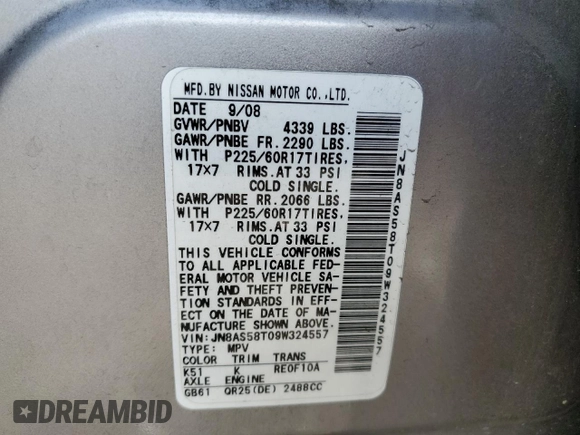 MFD.BY NISSAN MOTOR CO.,LTD.
DATE 9/08
GVWR/PNBV 4339 LBS.
GAWR/PNBE FR. 2290 LBS.
WITH P225/60R17TIRES,
17×7 RIMS.AT 33 PSI
COLD SINGLE.
GAWR/PNBE RR. 2066 LBS.
WITH P225/60R17TIRES,
17×7 RIMS.AT 33 PSI
COLD SINGLE.
THIS VEHICLE CONFORMS
TO ALL APPLICABLE FED-
ERAL MOTOR VEHICLE SA-
FETY AND THEFT PREVEN-
TION STANDARDS IN EFF-
ECT ON THE DATE OF MA-
NUFACTURE SHOWN ABOVE.
VIN:JN8AS58T09W324557
TYPE: MPV
COLOR TRIM TRANS
K51 K RE0F10A
AXLE ENGINE
GB61 QR25(DE) 2488CC
JN8AS58T09W324557
AUTOHELPERBOT.COM